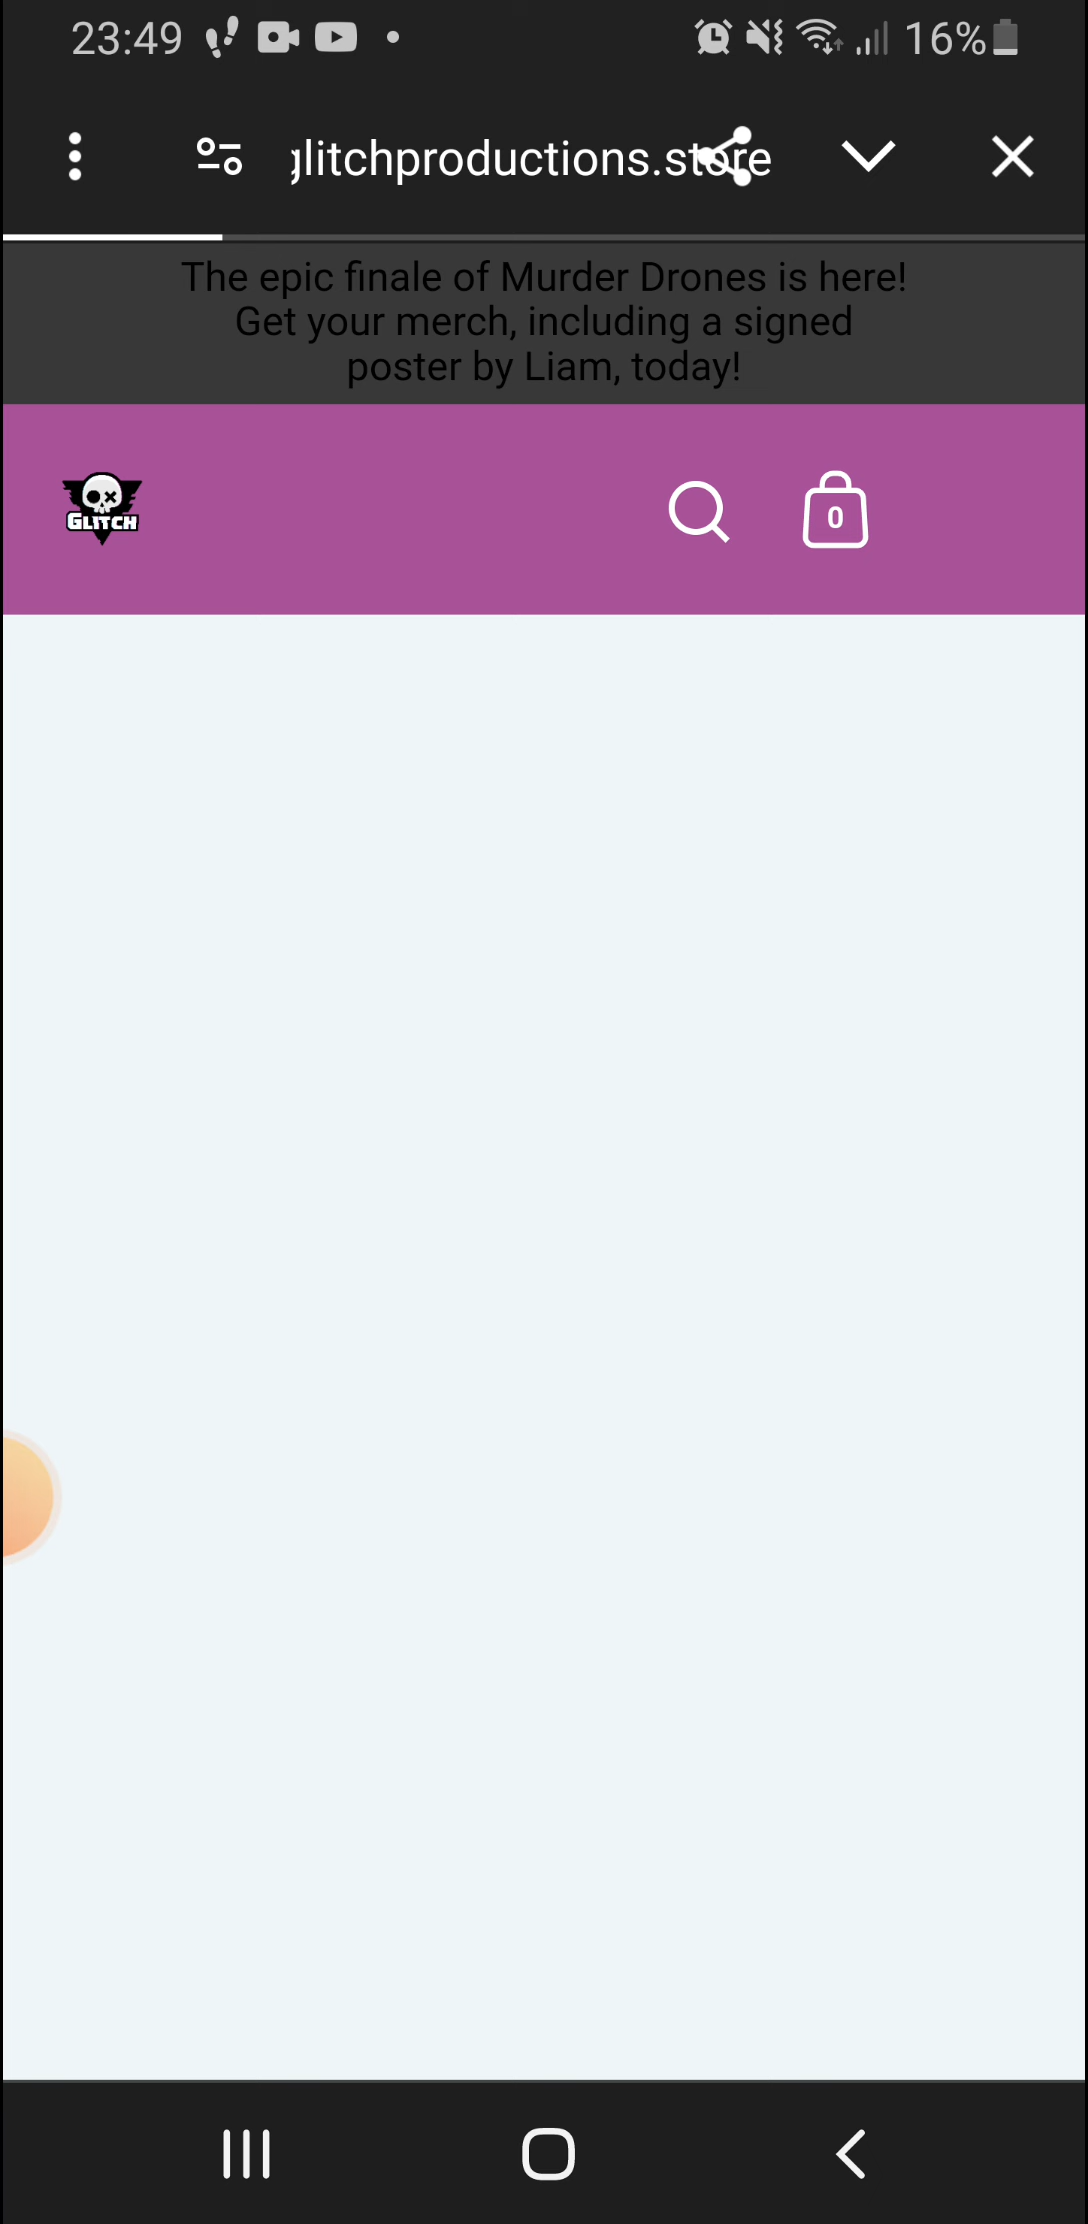 23:49
16%
glitchproductions.store
The epic finale of Murder Drones is here!
Get your merch, including a signed
poster by Liam, today!
GLITCH
0